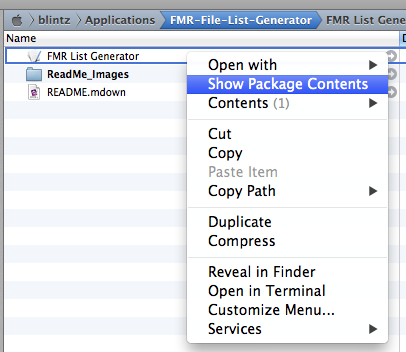 blintz Applications FMR-File-List-Generator FMR List Gene
Name
FMR List Generator
ReadMe_Images
README.mdown
Open with
Show Package Contents
Contents (1)
Cut
Copy
Paste Item
Copy Path
Duplicate
Compress
Reveal in Finder
Open in Terminal
Customize Menu...
Services